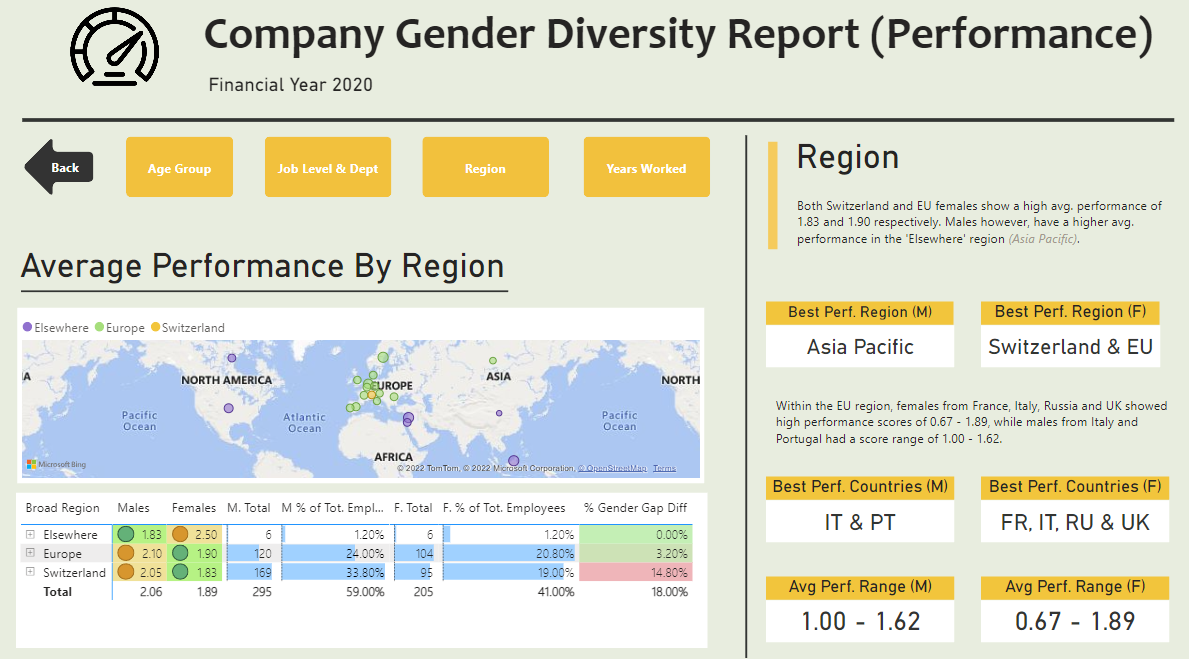 Company Gender Diversity Report (Performance)
Financial Year 2020
Back
Age Group
Job Level & Dept
Region
Years Worked
Average Performance By Region
Elsewhere Europe Switzerland
A
NORTH AMERICA
EUROPE
ASIA
NORTH
Pacific
Ocean
Atlantic
Ocean
Pacific
Ocean
AFRICA
Microsoft Bing
© 2022 TomTom, © 2022 Microsoft Corporation, © OpenStreetMap Terms
Broad Region Males Females M. Total M % of Tot. Empl... F. Total F. % of Tot. Employees % Gender Gap Diff
Elsewhere 1.83 2.50 6 1.20% 6 1.20% 0.00%
Europe 2.10 1.90 120 24.00% 104 20.80% 3.20%
Switzerland 2.05 1.83 169 33.80% 95 19.00% 14.80%
Total 2.06 1.89 295 59.00% 205 41.00% 18.00%
Region
Both Switzerland and EU females show a high avg. performance of
1.83 and 1.90 respectively. Males however, have a higher avg.
performance in the 'Elsewhere' region (Asia Pacific).
Best Perf. Region (M)
Asia Pacific
Best Perf. Region (F)
Switzerland & EU
Within the EU region, females from France, Italy, Russia and UK showed
high performance scores of 0.67 - 1.89, while males from Italy and
Portugal had a score range of 1.00 - 1.62.
Best Perf. Countries (M)
IT & PT
Best Perf. Countries (F)
FR, IT, RU & UK
Avg Perf. Range (M)
1.00 - 1.62
Avg Perf. Range (F)
0.67 - 1.89